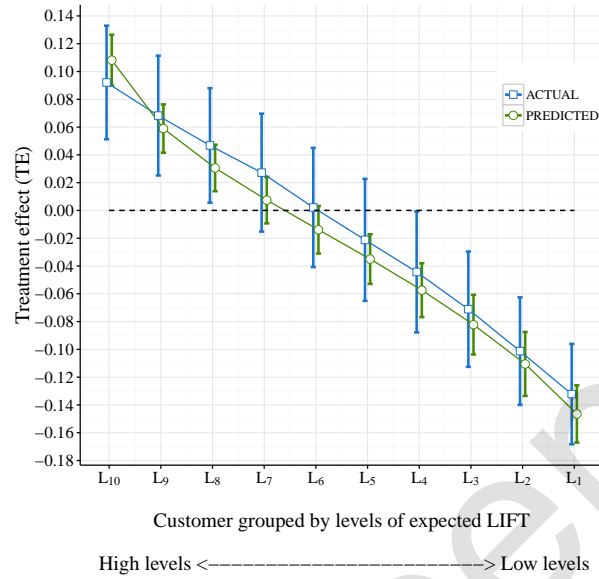 0.14
0.12
0.10
0.08
0.06
0.04
0.02
0.00
−0.02
−0.04
−0.06
−0.08
−0.10
−0.12
−0.14
−0.16
−0.18
Treatment effect (TE)
ACTUAL
PREDICTED
L10 L9 L8 L7 L6 L5 L4 L3 L2 L1
Customer grouped by levels of expected LIFT
High levels <−−−−−−−−−−−−−−−−−−−−−−−> Low levels